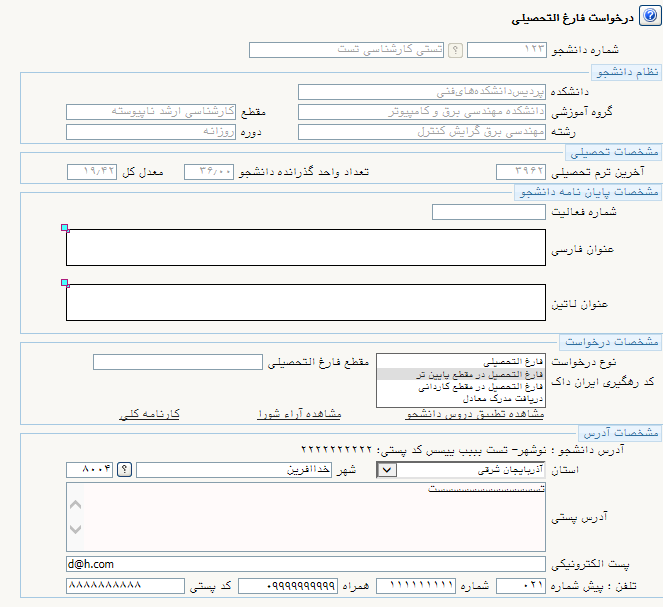 درخواست فارغ التحصیلی
شماره دانشجو ۱۲۳ ? تستی کارشناسی تست
نظام دانشجو
دانشکده پردیس‌دانشکده‌های‌فنی
گروه آموزشی دانشکده مهندسی برق و کامپیوتر مقطع کارشناسی ارشد ناپیوسته
رشته مهندسی برق گرایش کنترل دوره روزانه
مشخصات تحصیلی
آخرین ترم تحصیلی ۳۹۶۲ تعداد واحد گذرانده دانشجو ۳۶٫۰۰ معدل کل ۱۹٫۴۲
مشخصات پایان نامه دانشجو
شماره فعالیت
عنوان فارسی
عنوان لاتین
مشخصات درخواست
نوع درخواست فارغ التحصیلی مقطع فارغ التحصیلی
فارغ التحصیل در مقطع پایین تر
کد رهگیری ایران داک فارغ التحصیل در مقطع کاردانی
دریافت مدرک معادل
مشاهده تطبیق دروس دانشجو مشاهده آراء شورا کارنامه کلی
مشخصات آدرس
آدرس دانشجو : نوشهر- تست بببب ییسس کد پستی: ۲۲۲۲۲۲۲۲۲۲
استان آذربایجان شرقی شهر خداآفرین ? ۸۰۰۴
آدرس پستی
پست الکترونیکی d@h.com
تلفن : پیش شماره ۰۲۱ شماره ۱۱۱۱۱۱۱۱۱ همراه ۰۹۹۹۹۹۹۹۹۹۹ کد پستی ۸۸۸۸۸۸۸۸۸۸